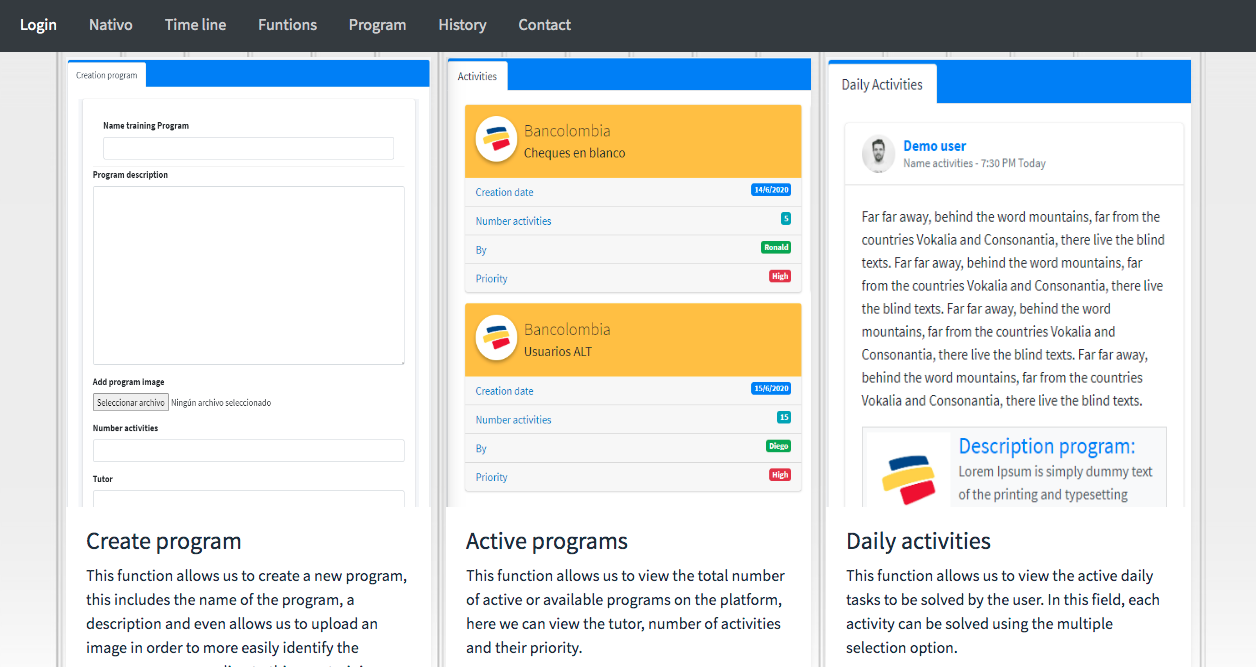 Login Nativo Time line Funtions Program History Contact
Creation program
Name training Program
Program description
Add program image
Seleccionar archivo Ningún archivo seleccionado
Number activities
Tutor
Create program
This function allows us to create a new program,
this includes the name of the program, a
description and even allows us to upload an
image in order to more easily identify the
Activities
Bancolombia
Cheques en blanco
Creation date 14/6/2020
Number activities 5
By Ronald
Priority High
Bancolombia
Usuarios ALT
Creation date 15/6/2020
Number activities 15
By Diego
Priority High
Active programs
This function allows us to view the total number
of active or available programs on the platform,
here we can view the tutor, number of activities
and their priority.
Daily Activities
Demo user
Name activities - 7:30 PM Today
Far far away, behind the word mountains, far from the
countries Vokalia and Consonantia, there live the blind
texts. Far far away, behind the word mountains, far
from the countries Vokalia and Consonantia, there live
the blind texts. Far far away, behind the word
mountains, far from the countries Vokalia and
Consonantia, there live the blind texts. Far far away,
behind the word mountains, far from the countries
Vokalia and Consonantia, there live the blind texts.
Description program:
Lorem Ipsum is simply dummy text
of the printing and typesetting
Daily activities
This function allows us to view the active daily
tasks to be solved by the user. In this field, each
activity can be solved using the multiple
selection option.